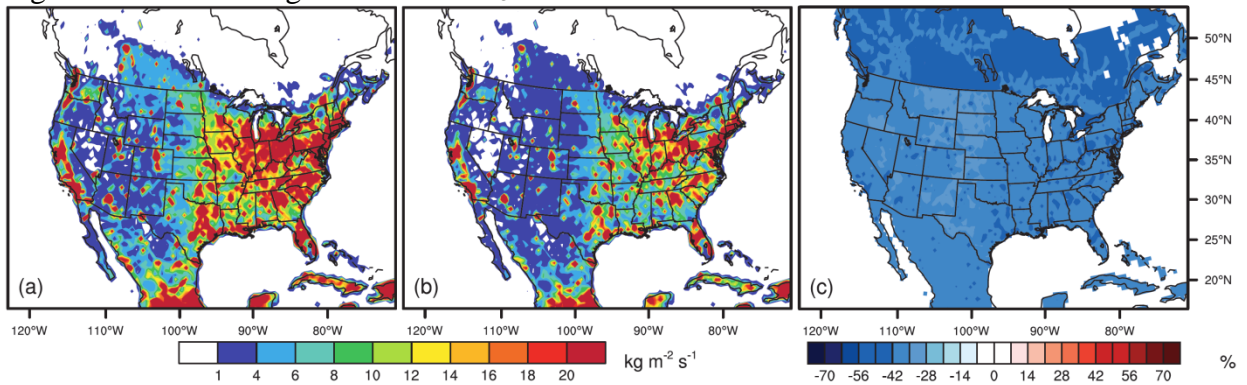 50°N
45°N
40°N
35°N
30°N
25°N
20°N
(a) (b) (c)
120°W 110°W 100°W 90°W 80°W 120°W 110°W 100°W 90°W 80°W 120°W 110°W 100°W 90°W 80°W
kg m⁻² s⁻¹ %
1 4 6 8 10 12 14 16 18 20 -70 -56 -42 -28 -14 0 14 28 42 56 70